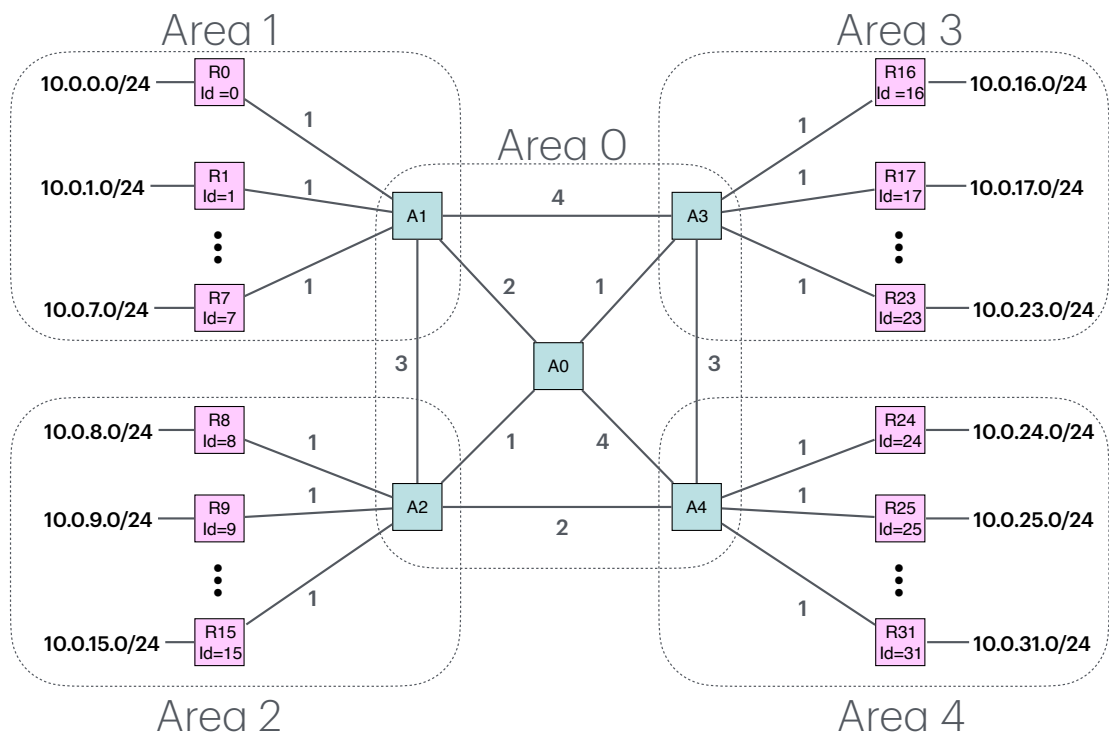 Area 1
Area 3
10.0.0.0/24
R0
Id =0
1
10.0.1.0/24
R1
Id=1
1
10.0.7.0/24
R7
Id=7
1
R16
Id =16
10.0.16.0/24
1
R17
Id=17
10.0.17.0/24
1
R23
Id=23
10.0.23.0/24
1
Area 0
A1
4
A3
2
1
A0
3
3
1
4
A2
2
A4
10.0.8.0/24
R8
Id=8
1
10.0.9.0/24
R9
Id=9
1
10.0.15.0/24
R15
Id=15
1
R24
Id=24
10.0.24.0/24
1
R25
Id=25
10.0.25.0/24
1
R31
Id=31
10.0.31.0/24
1
Area 2
Area 4